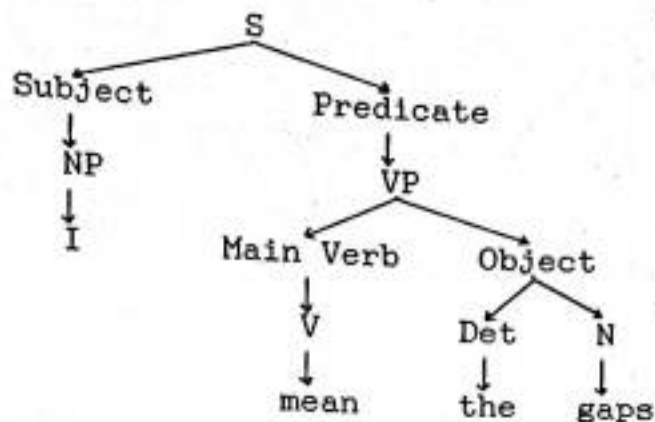 S
Subject Predicate
NP VP
I Main Verb Object
V Det N
mean the gaps